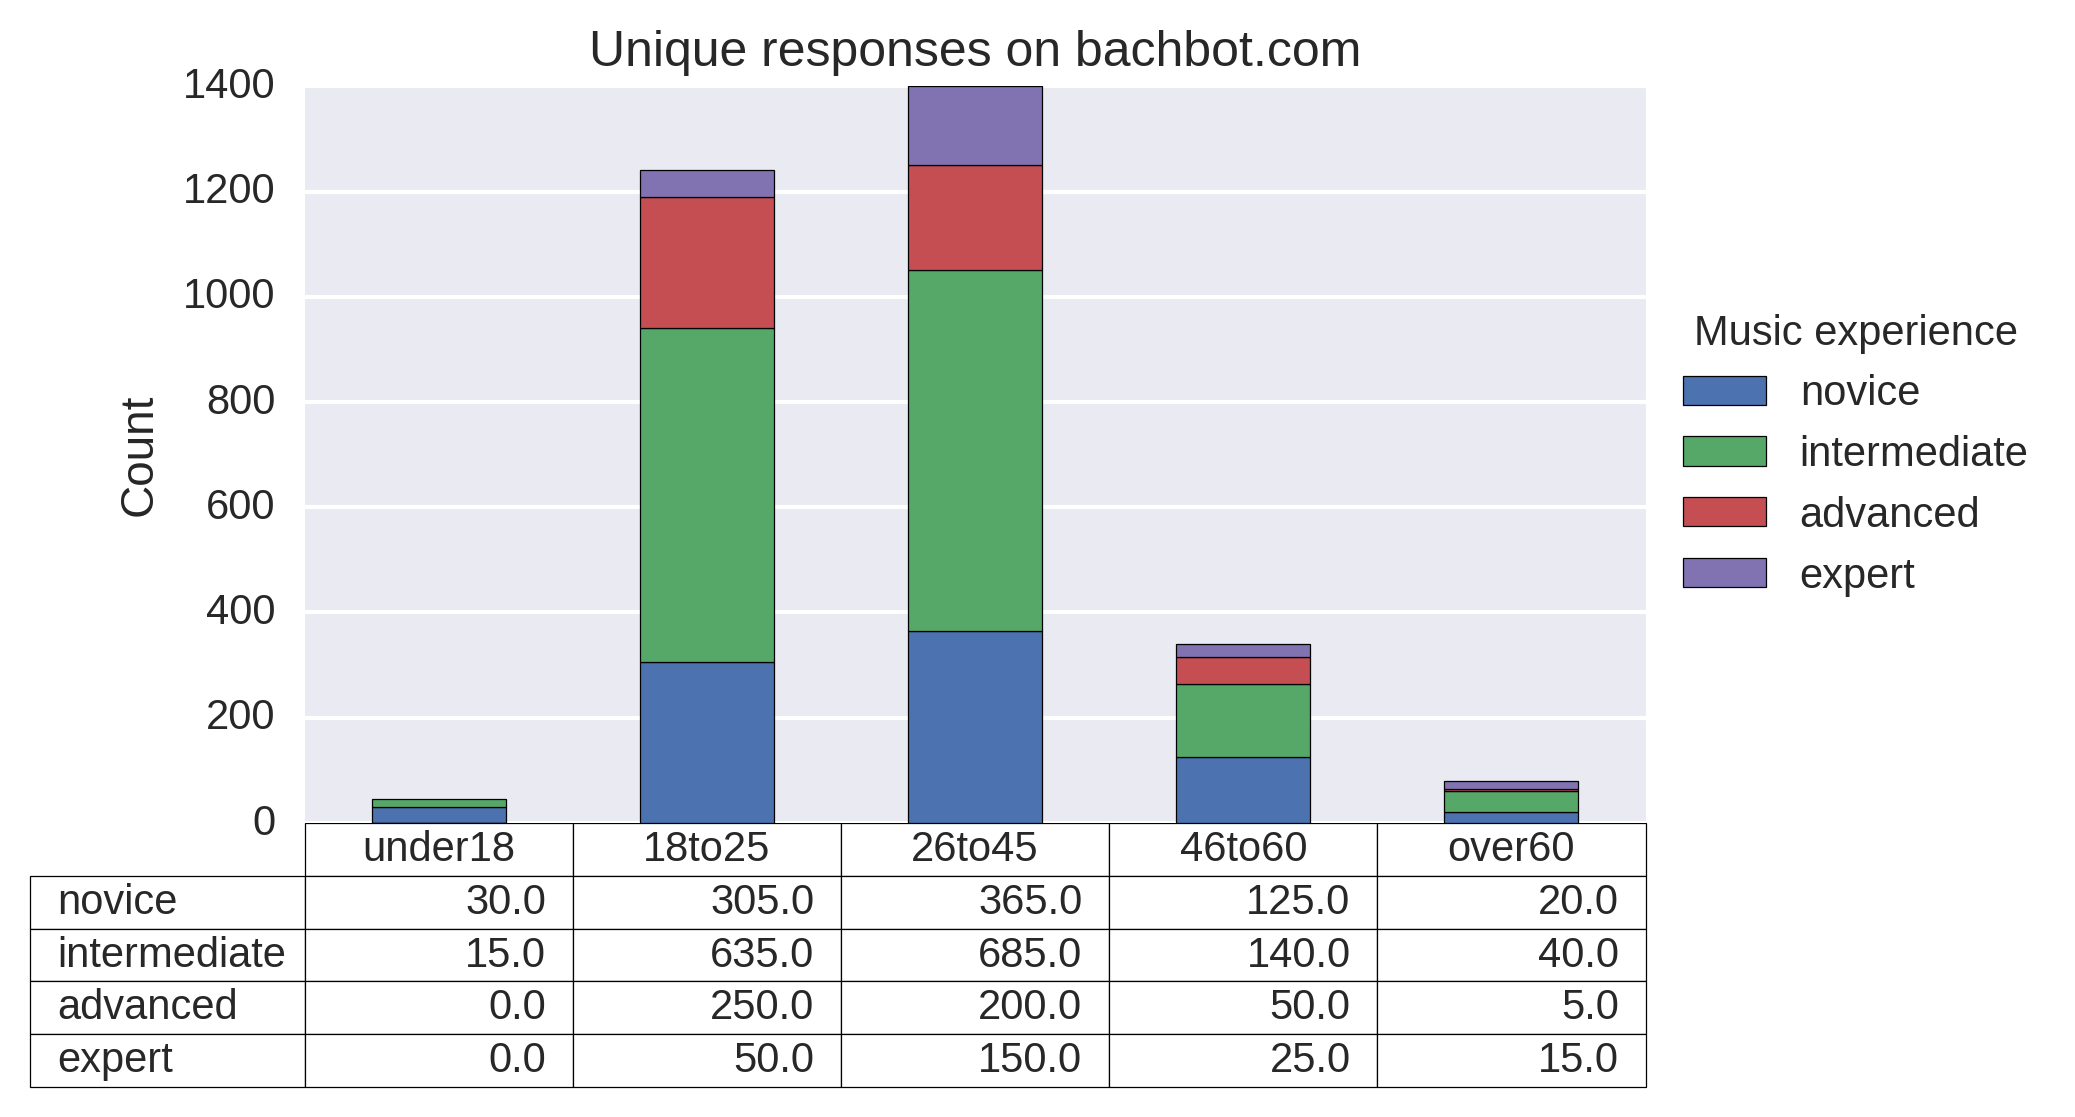 Unique responses on bachbot.com
1400
1200
1000
800
600
400
200
0
Count
Music experience
novice
intermediate
advanced
expert
under18 18to25 26to45 46to60 over60
novice 30.0 305.0 365.0 125.0 20.0
intermediate 15.0 635.0 685.0 140.0 40.0
advanced 0.0 250.0 200.0 50.0 5.0
expert 0.0 50.0 150.0 25.0 15.0